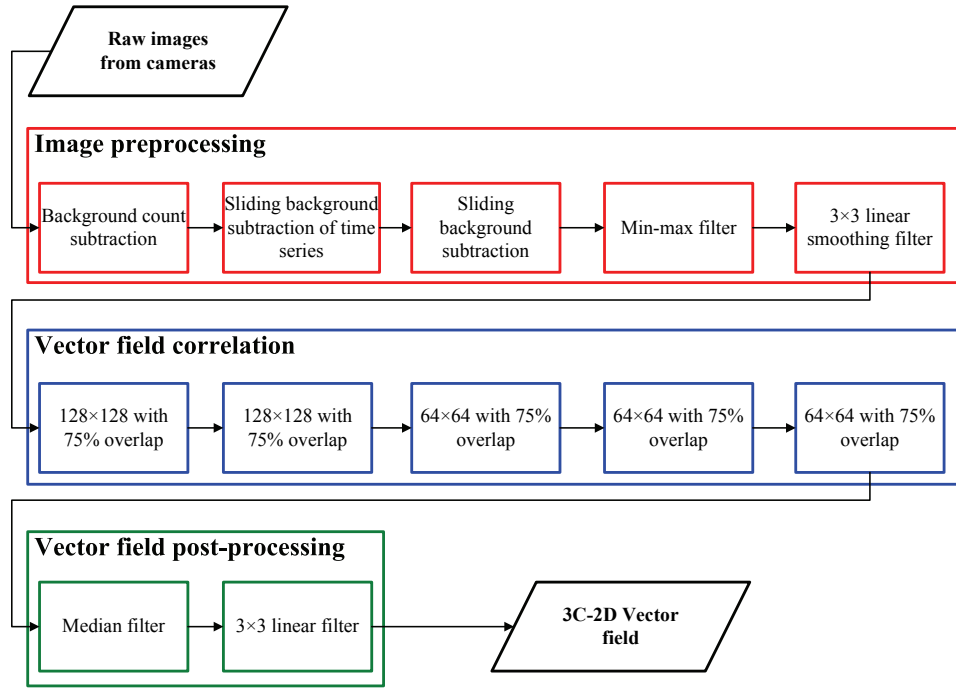 Raw images
from cameras
Image preprocessing
Background count
subtraction
Sliding background
subtraction of time
series
Sliding
background
subtraction
Min-max filter
3×3 linear
smoothing filter
Vector field correlation
128×128 with
75% overlap
128×128 with
75% overlap
64×64 with 75%
overlap
64×64 with 75%
overlap
64×64 with 75%
overlap
Vector field post-processing
Median filter
3×3 linear filter
3C-2D Vector
field